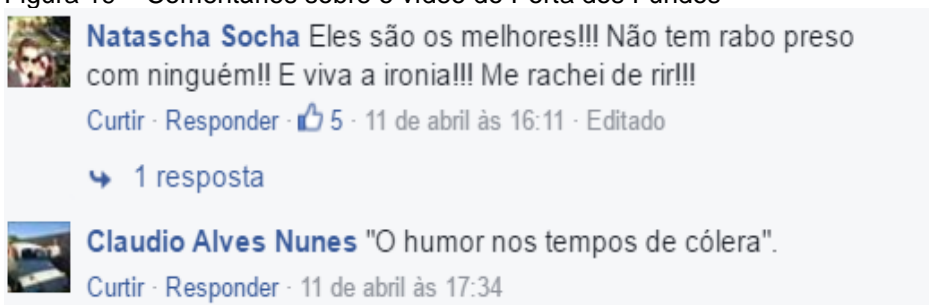 Natascha Socha Eles são os melhores!!! Não tem rabo preso
com ninguém!! E viva a ironia!!! Me rachei de rir!!!
Curtir · Responder · 5 · 11 de abril às 16:11 · Editado
1 resposta
Claudio Alves Nunes "O humor nos tempos de cólera".
Curtir · Responder · 11 de abril às 17:34